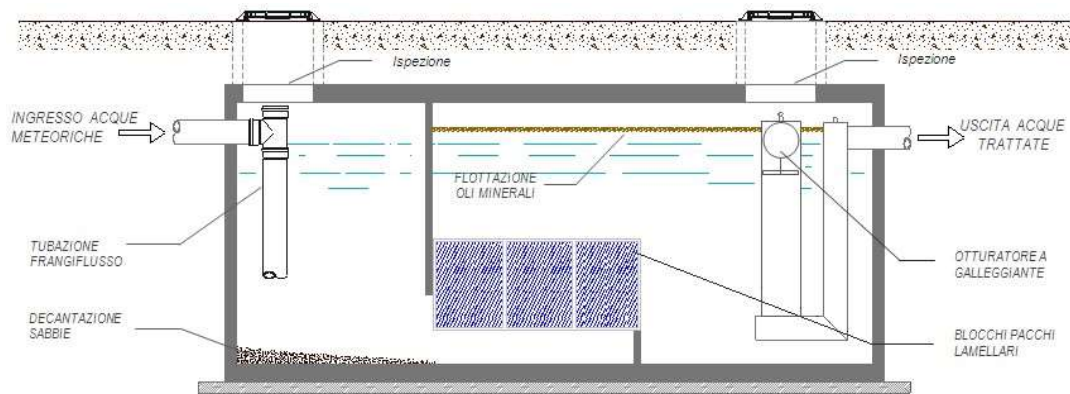 Ispezione
Ispezione
INGRESSO ACQUE
METEORICHE
USCITA ACQUE
TRATTATE
FLOTTAZIONE
OLI MINERALI
TUBAZIONE
FRANGIFLUSSO
OTTURATORE A
GALLEGGIANTE
DECANTAZIONE
SABBIE
BLOCCHI PACCHI
LAMELLARI